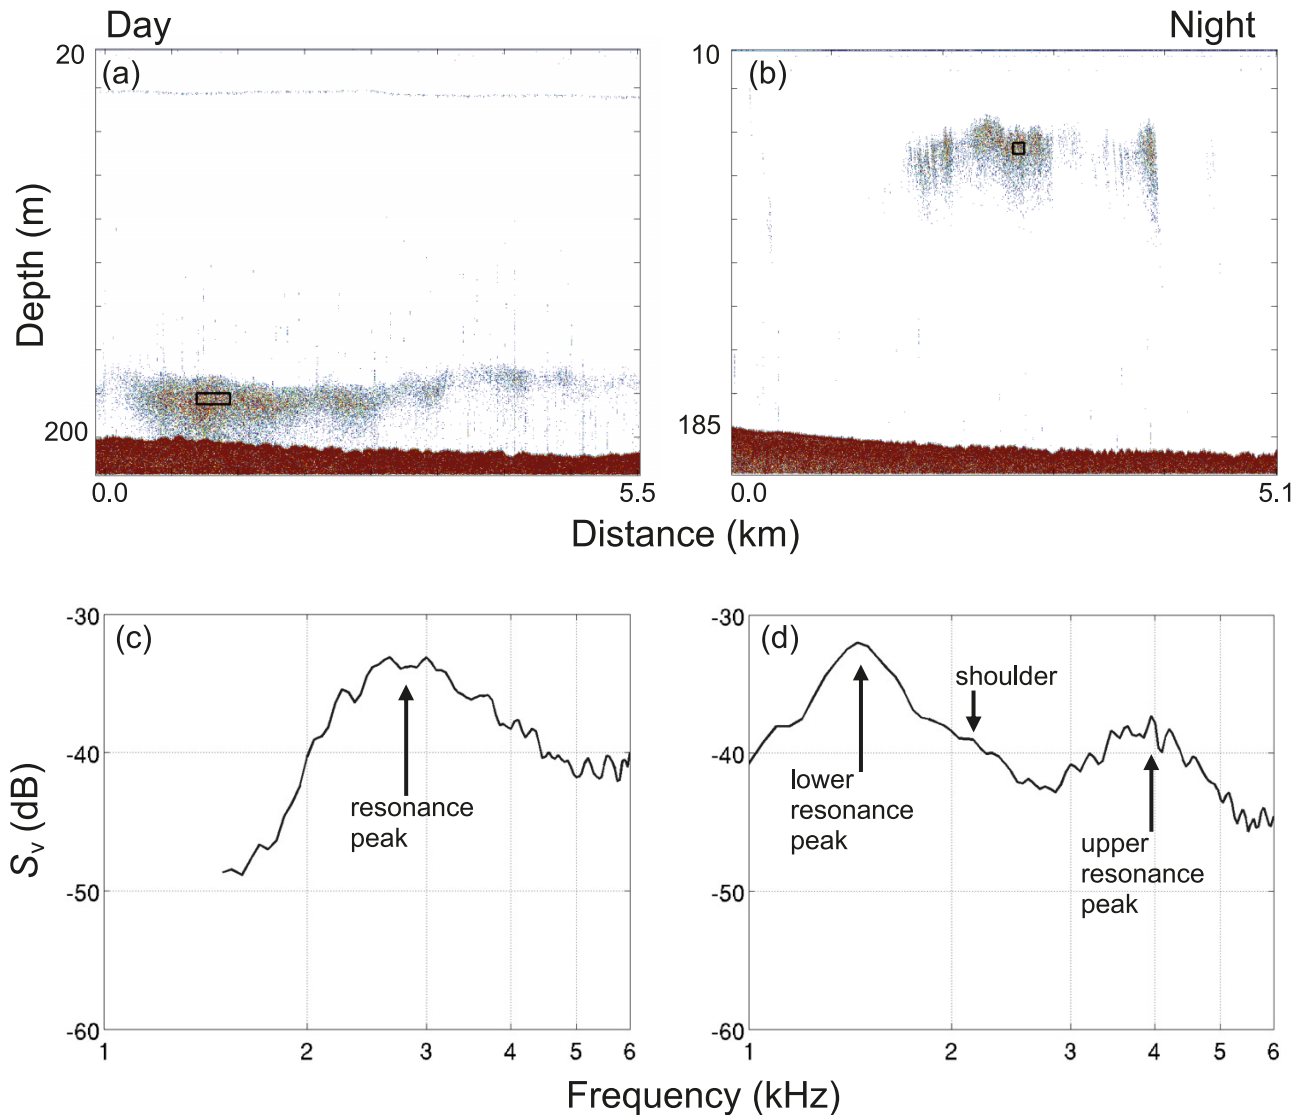 Day
Night
20
(a)
10
(b)
Depth (m)
200
185
0.0
5.5
0.0
5.1
Distance (km)
-30
(c)
-30
(d)
shoulder
-40
-40
resonance
peak
lower
resonance
peak
upper
resonance
peak
Sv (dB)
-50
-50
-60
-60
1
2
3
4
5
6
1
2
3
4
5
6
Frequency (kHz)